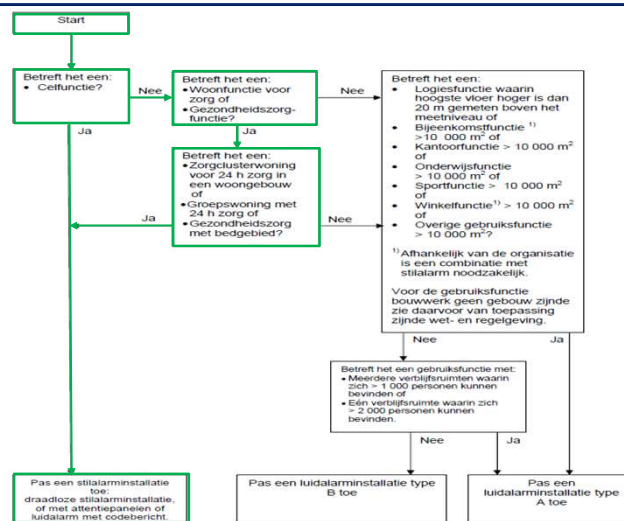 Start
Betreft het een:
• Celfunctie?
Nee
Ja
Betreft het een:
• Woonfunctie voor
zorg of
• Gezondheidszorg-
functie?
Nee
Ja
Betreft het een:
• Zorgclusterwoning
voor 24 h zorg in
een woongebouw
of
• Groepswoning met
24 h zorg of
• Gezondheidszorg
met bedgebied?
Ja
Nee
Betreft het een:
• Logiesfunctie waarin
hoogste vloer hoger is dan
20 m gemeten boven het
meetniveau of
• Bijeenkomstfunctie 1)
>10 000 m2 of
• Kantoorfunctie > 10 000 m2
of
• Onderwijsfunctie
> 10 000 m2 of
• Sportfunctie > 10 000 m2
of
• Winkelfunctie1) > 10 000 m2
of
• Overige gebruiksfunctie
> 10 000 m2?
1) Afhankelijk van de organisatie
is een combinatie met
stilalarm noodzakelijk.
Voor de gebruiksfunctie
bouwwerk geen gebouw zijnde
zie daarvoor van toepassing
zijnde wet- en regelgeving.
Nee
Ja
Betreft het een gebruiksfunctie met:
• Meerdere verblijfsruimten waarin
zich > 1 000 personen kunnen
bevinden of
• Eén verblijfsruimte waarin zich
> 2 000 personen kunnen
bevinden.
Nee
Ja
Pas een stilalarminstallatie
toe:
draadloze stilalarminstallatie,
of met attentiepanelen of
luidalarm met codebericht.
Pas een luidalarminstallatie type
B toe
Pas een
luidalarminstallatie type
A toe